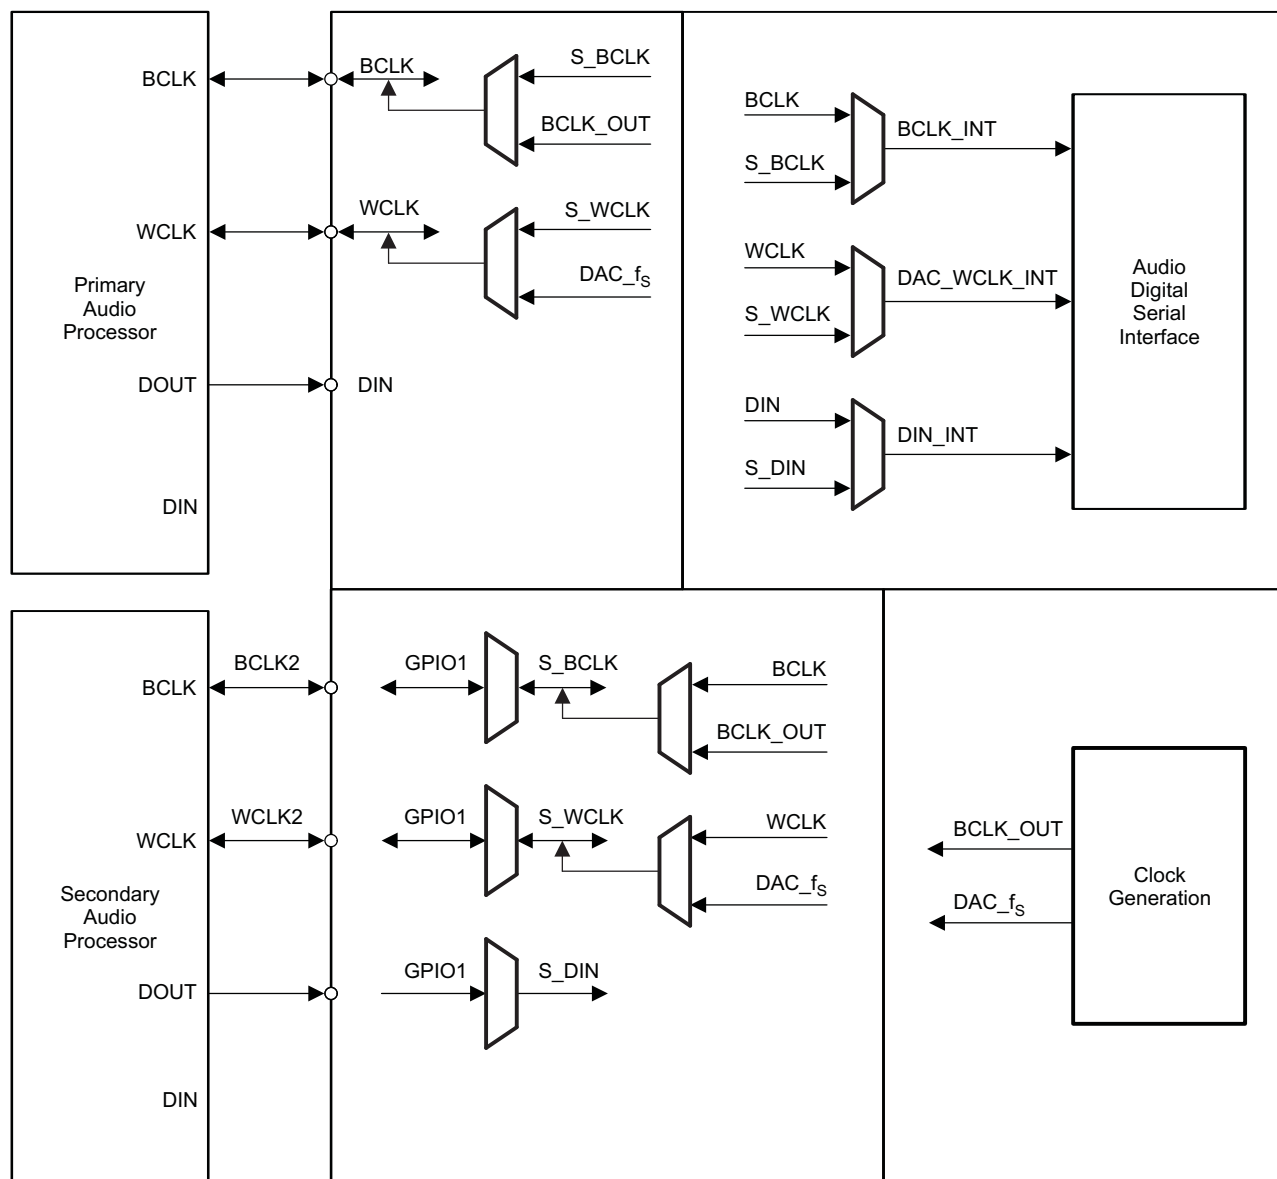 BCLK
WCLK
Primary
Audio
Processor
DOUT
DIN
BCLK
S_BCLK
BCLK_OUT
WCLK
S_WCLK
DAC_fS
DIN
BCLK
S_BCLK
BCLK_INT
WCLK
S_WCLK
DAC_WCLK_INT
DIN
S_DIN
DIN_INT
Audio
Digital
Serial
Interface
BCLK
BCLK2
WCLK
WCLK2
Secondary
Audio
Processor
DOUT
DIN
GPIO1
S_BCLK
BCLK
BCLK_OUT
GPIO1
S_WCLK
WCLK
DAC_fS
GPIO1
S_DIN
BCLK_OUT
DAC_fS
Clock
Generation